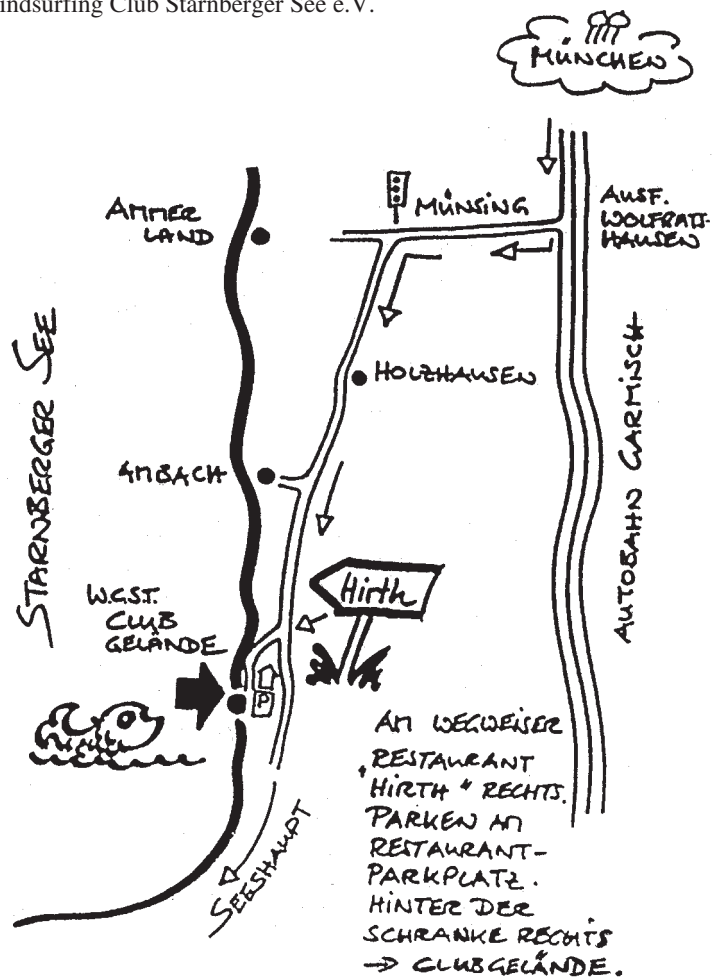 indsurfing Club Starnberger See e.V.
MÜNCHEN
AMMER
LAND
MÜNSING
AUSF.
WOLFRATS-
HAUSEN
HOLZHAUSEN
STARNBERGER SEE
AMBACH
AUTOBAHN GARMISCH
Hirth
W.C.ST.
CLUB
GELÄNDE
P
AM WEGWEISER
„RESTAURANT
HIRTH" RECHTS.
PARKEN AM
RESTAURANT-
PARKPLATZ.
HINTER DER
SCHRANKE RECHTS
→ CLUBGELÄNDE.
SEESHAUPT